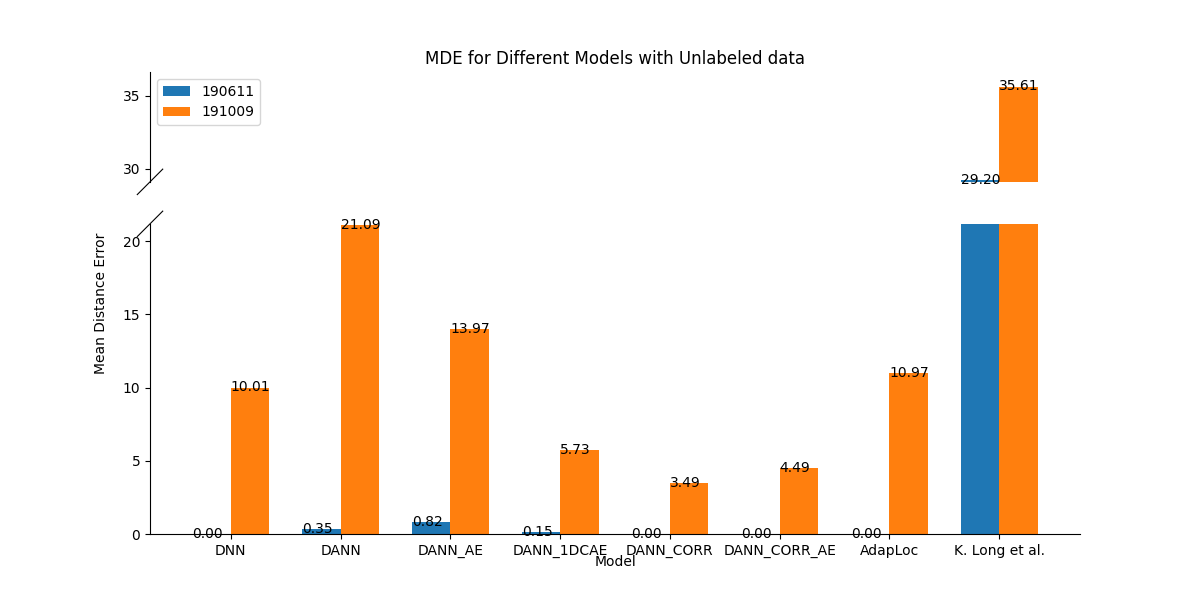 MDE for Different Models with Unlabeled data
190611
191009
35
30
20
15
10
5
0
Mean Distance Error
35.61
29.20
21.09
13.97
10.01
10.97
5.73
3.49
4.49
0.00
0.35
0.82
0.15
0.00
0.00
0.00
DNN
DANN
DANN_AE
DANN_1DCAE
DANN_CORR
DANN_CORR_AE
AdapLoc
K. Long et al.
Model